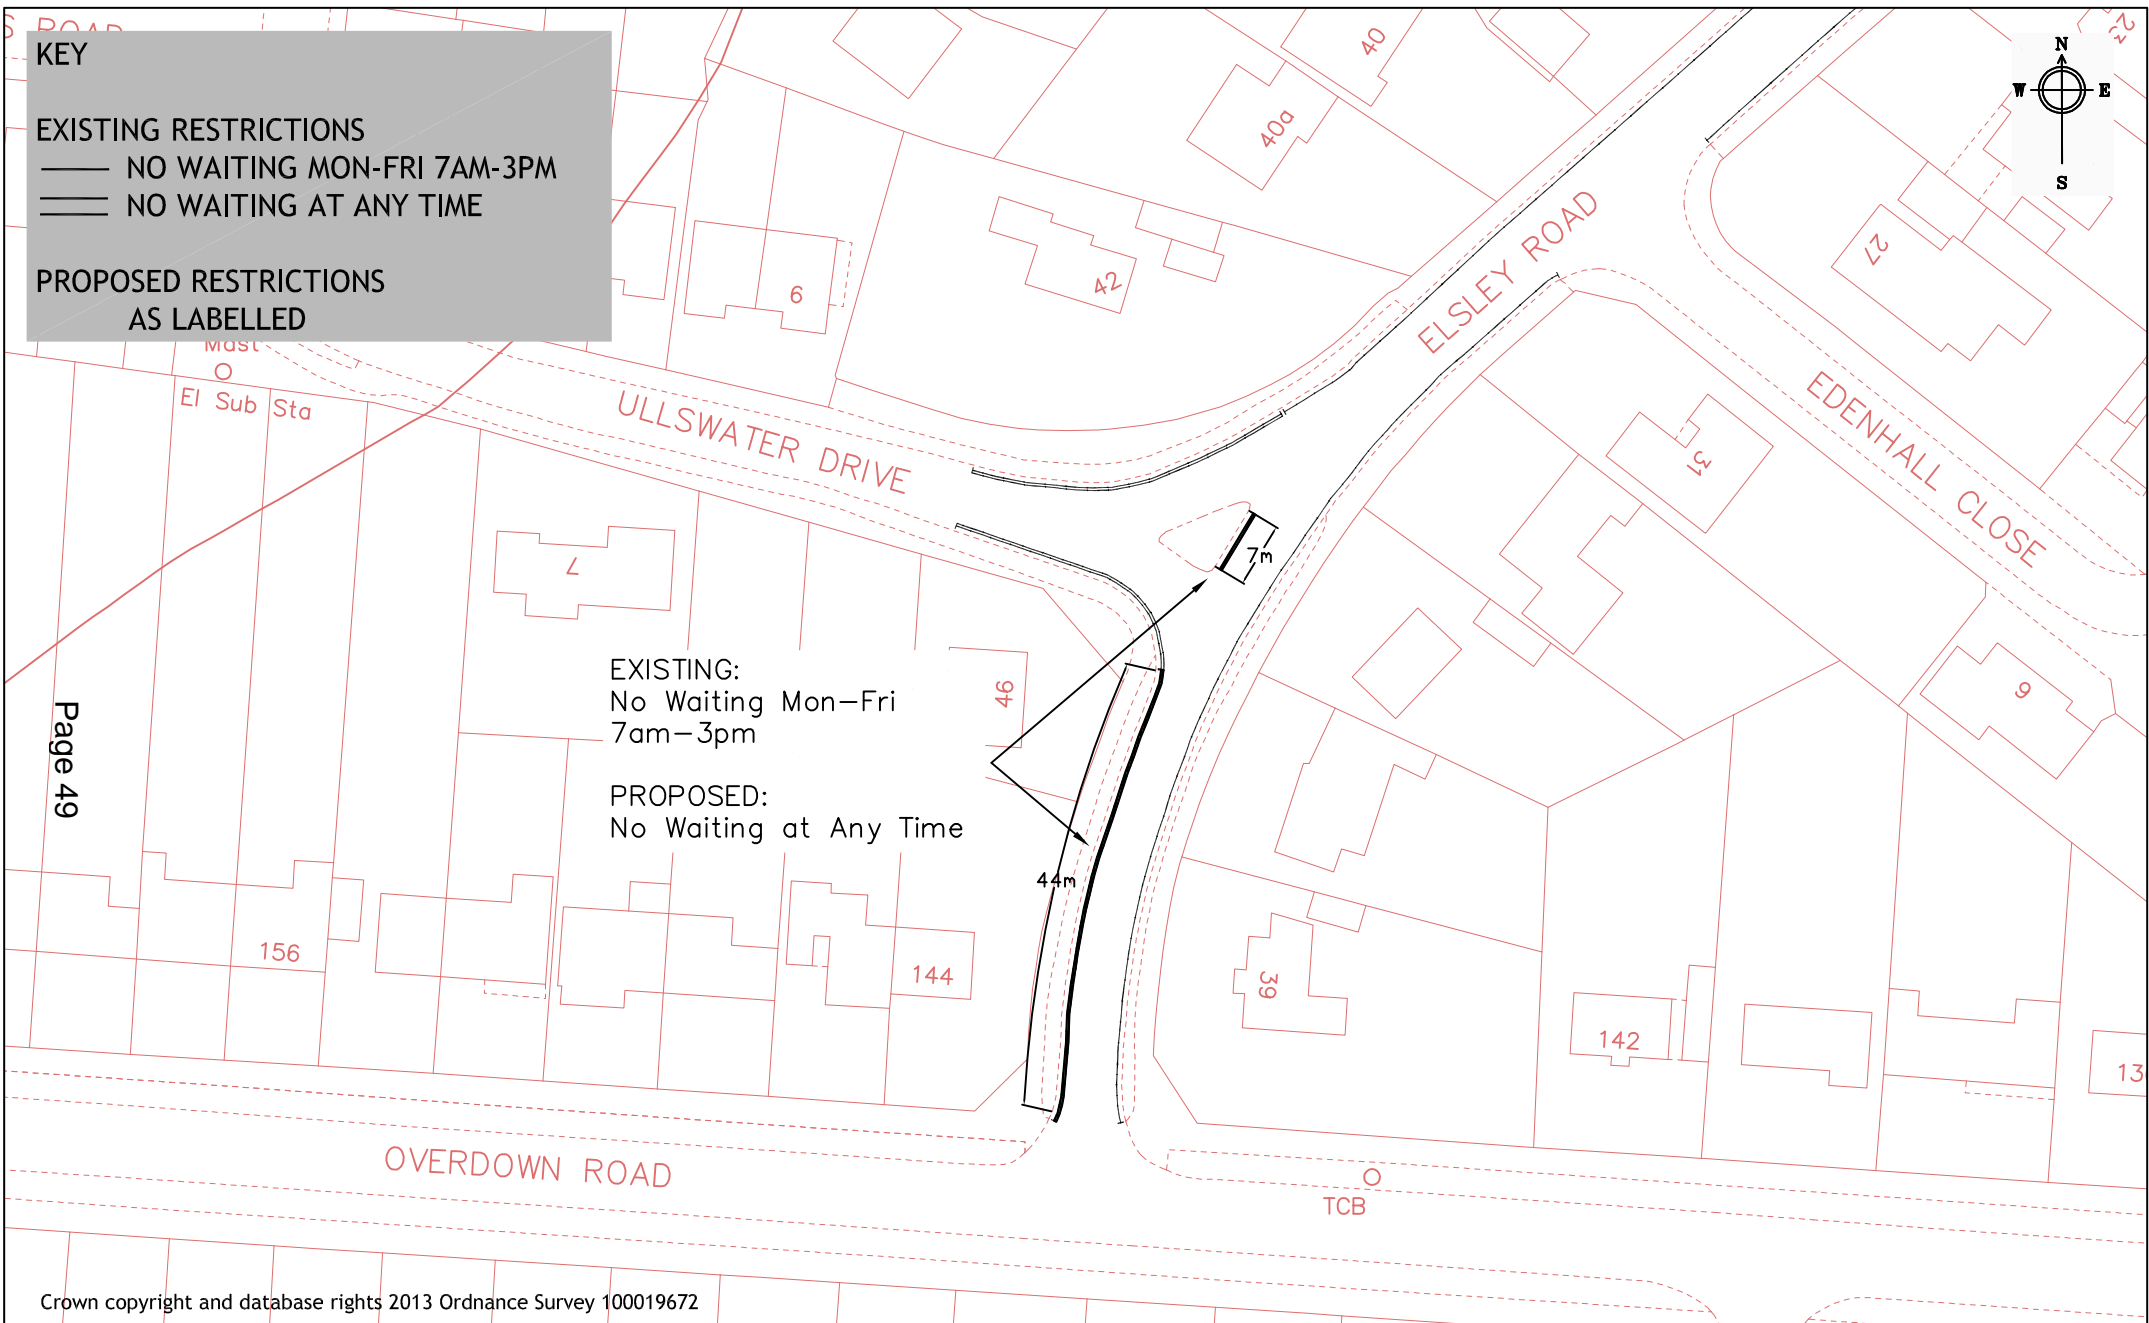 S ROAD
KEY
EXISTING RESTRICTIONS
NO WAITING MON-FRI 7AM-3PM
NO WAITING AT ANY TIME
PROPOSED RESTRICTIONS
AS LABELLED
N
W E
S
40
40a
42
6
27
23
ELSLEY ROAD
Mast
El Sub Sta
ULLSWATER DRIVE
EDENHALL CLOSE
31
7
7m
46
9
EXISTING:
No Waiting Mon-Fri
7am-3pm
PROPOSED:
No Waiting at Any Time
Page 49
44m
156
144
39
142
13
OVERDOWN ROAD
TCB
Crown copyright and database rights 2013 Ordnance Survey 100019672